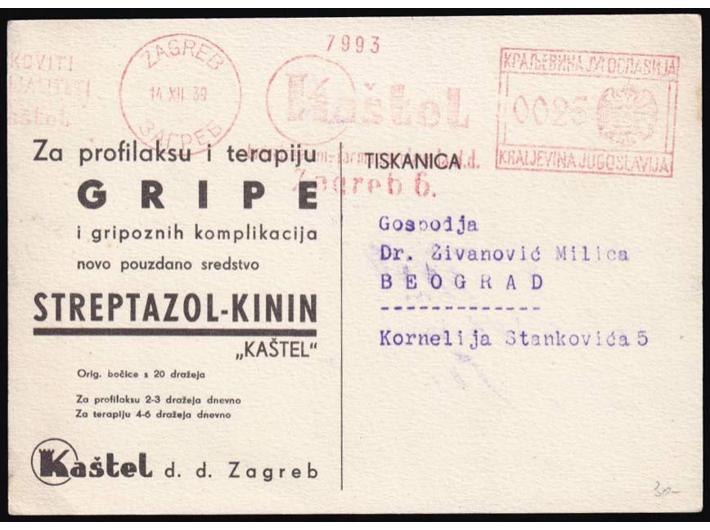 7993
KOVITI
ZAGREB
14 XII. 39
ЗАГРЕБ
Kaštel
d.d.
Zagreb 6.
КРАЉЕВИНА ЈУГОСЛАВИЈА
0025
KRALJEVINA JUGOSLAVIJA
Za profilaksu i terapiju
GRIPE
i gripoznih komplikacija
novo pouzdano sredstvo
STREPTAZOL-KININ
„KAŠTEL"
Orig. bočice s 20 dražeja
Za profilaksu 2-3 dražeja dnevno
Za terapiju 4-6 dražeja dnevno
Kaštel d. d. Zagreb
TISKANICA
Gospodja
Dr. Živanović Milica
BEOGRAD
-------------
Kornelija Stankovića 5
30-